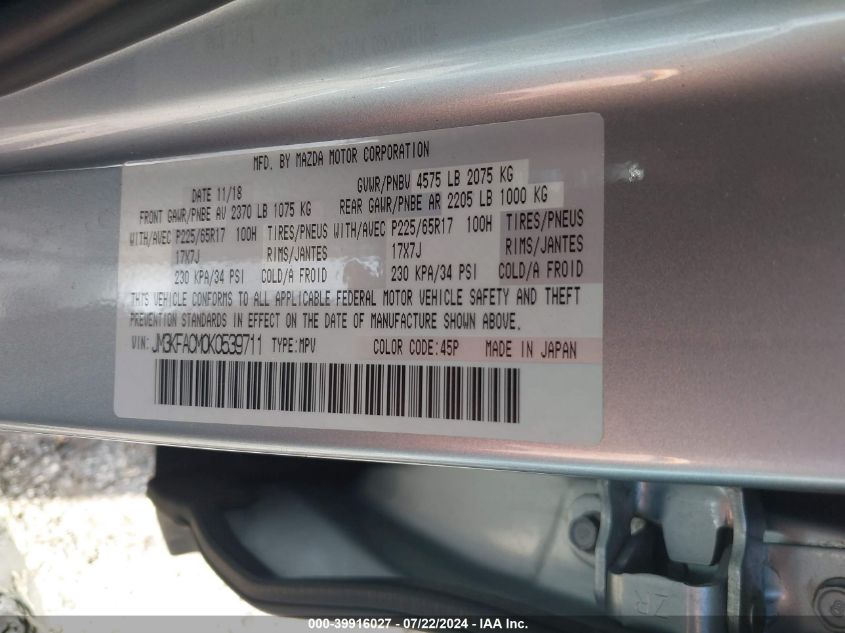 MFD. BY MAZDA MOTOR CORPORATION
DATE 11/18 GVWR/PNBV 4575 LB 2075 KG
FRONT GAWR/PNBE AV 2370 LB 1075 KG REAR GAWR/PNBE AR 2205 LB 1000 KG
WITH/AVEC P225/65R17 100H TIRES/PNEUS WITH/AVEC P225/65R17 100H TIRES/PNEUS
17X7J RIMS/JANTES 17X7J RIMS/JANTES
230 KPA/34 PSI COLD/A FROID 230 KPA/34 PSI COLD/A FROID
THIS VEHICLE CONFORMS TO ALL APPLICABLE FEDERAL MOTOR VEHICLE SAFETY AND THEFT
PREVENTION STANDARDS IN EFFECT ON THE DATE OF MANUFACTURE SHOWN ABOVE.
VIN: JM3KFACM0K0539711 TYPE:MPV COLOR CODE:45P MADE IN JAPAN
ZR
000-39916027 - 07/22/2024 - IAA Inc.